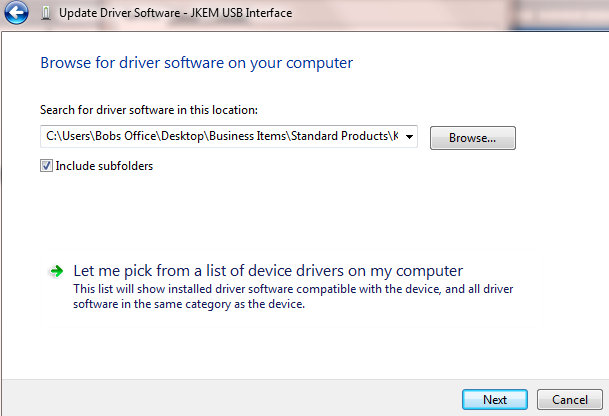 Update Driver Software - JKEM USB Interface
Browse for driver software on your computer
Search for driver software in this location:
C:\Users\Bobs Office\Desktop\Business Items\Standard Products\K
Browse...
Include subfolders
Let me pick from a list of device drivers on my computer
This list will show installed driver software compatible with the device, and all driver
software in the same category as the device.
Next
Cancel